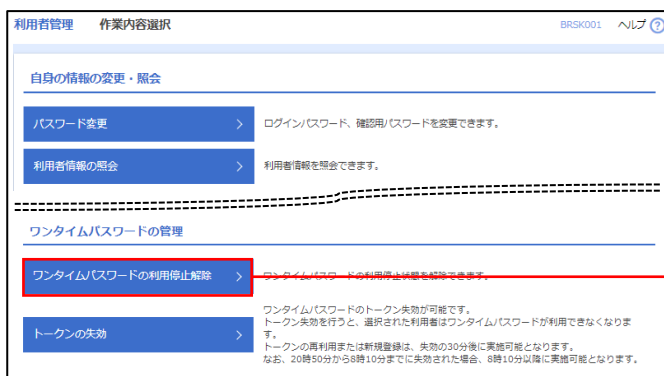 利用者管理 作業内容選択 BRSK001 ヘルプ ?
自身の情報の変更・照会
パスワード変更 > ログインパスワード、確認用パスワードを変更できます。
利用者情報の照会 > 利用者情報を照会できます。
ワンタイムパスワードの管理
ワンタイムパスワードの利用停止解除 > ワンタイムパスワードの利用停止状態を解除できます。
ワンタイムパスワードのトークン失効が可能です。
トークン失効を行うと、選択された利用者はワンタイムパスワードが利用できなくなりま
トークンの失効 > す。
トークンの再利用または新規登録は、失効の30分後に実施可能となります。
なお、20時50分から8時10分までに失効された場合、8時10分以降に実施可能となります。